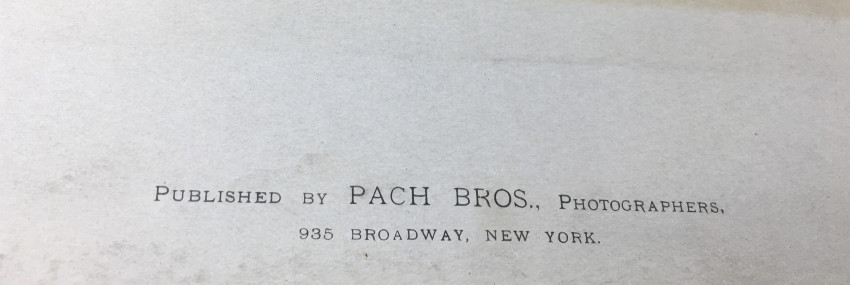 Published by PACH BROS., Photographers,
935 BROADWAY, NEW YORK.